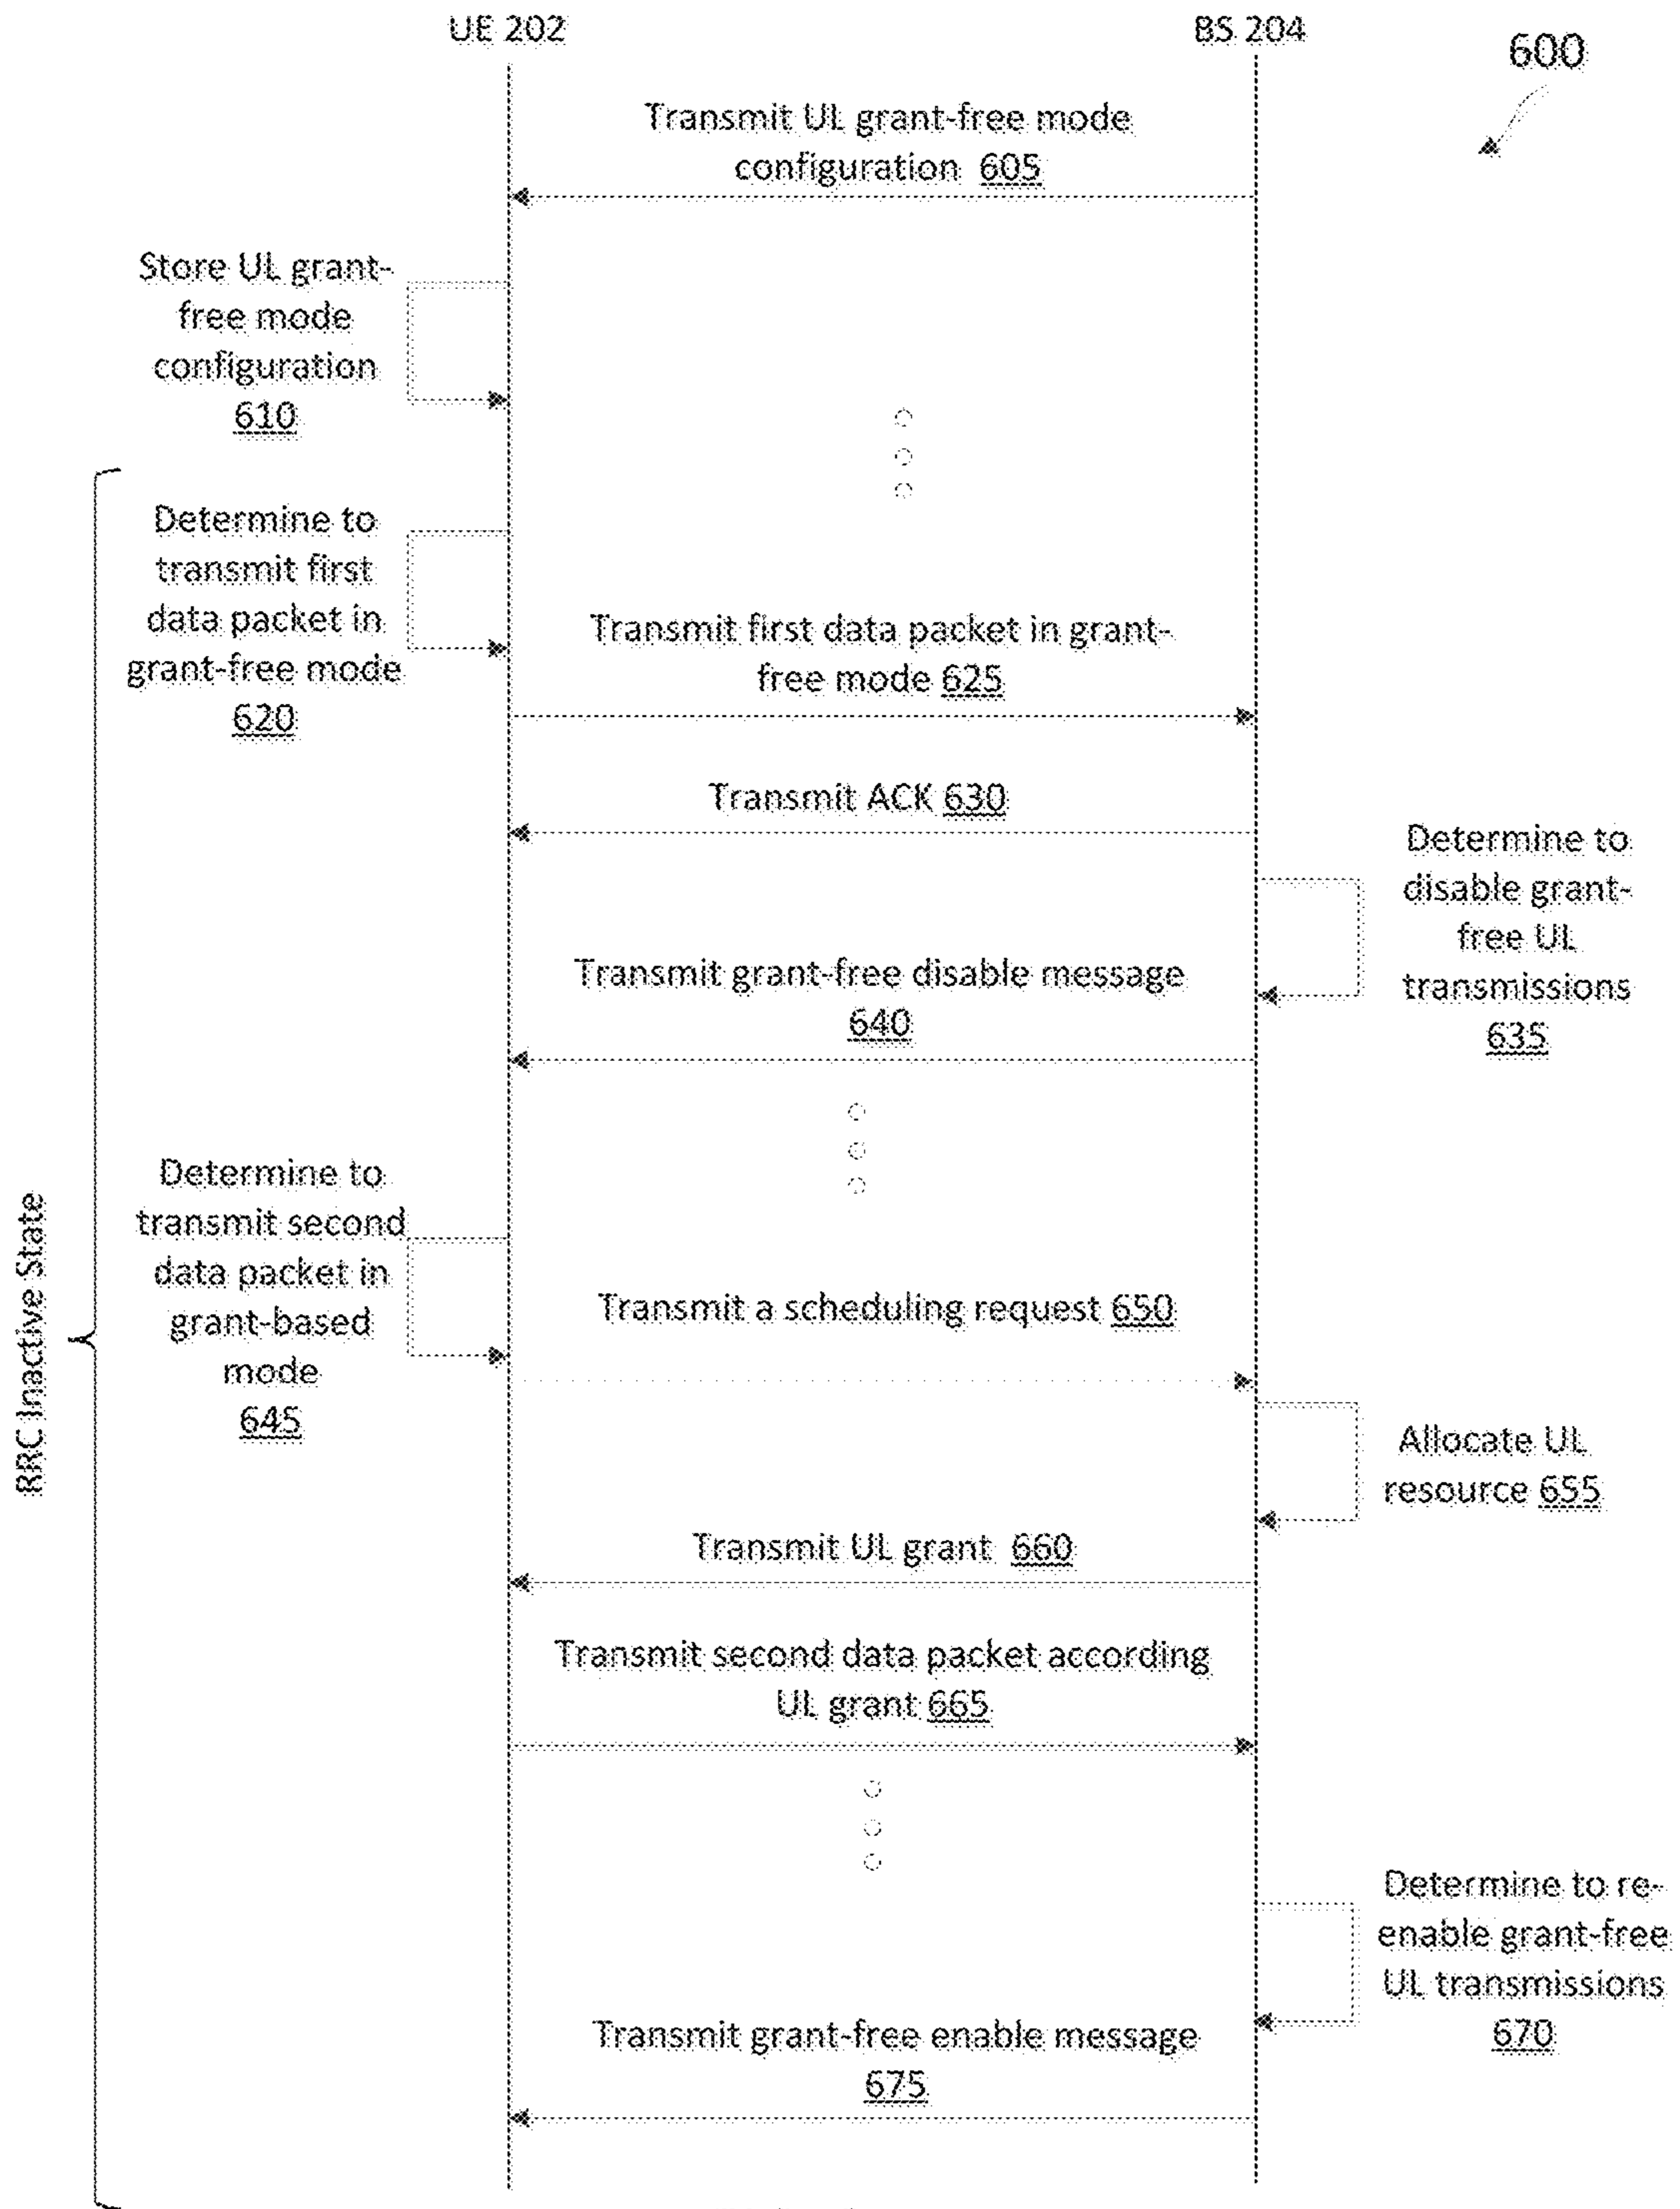 UE 202
BS 204
600
Transmit UL grant-free mode
configuration 605
Store UL grant-
free mode
configuration
610
Determine to
transmit first
data packet in
grant-free mode
620
Transmit first data packet in grant-
free mode 625
Transmit ACK 630
Determine to
disable grant-
free UL
transmissions
635
Transmit grant-free disable message
640
RRC Inactive State
Determine to
transmit second
data packet in
grant-based
mode
645
Transmit a scheduling request 650
Allocate UL
resource 655
Transmit UL grant 660
Transmit second data packet according
UL grant 665
Determine to re-
enable grant-free
UL transmissions
670
Transmit grant-free enable message
675